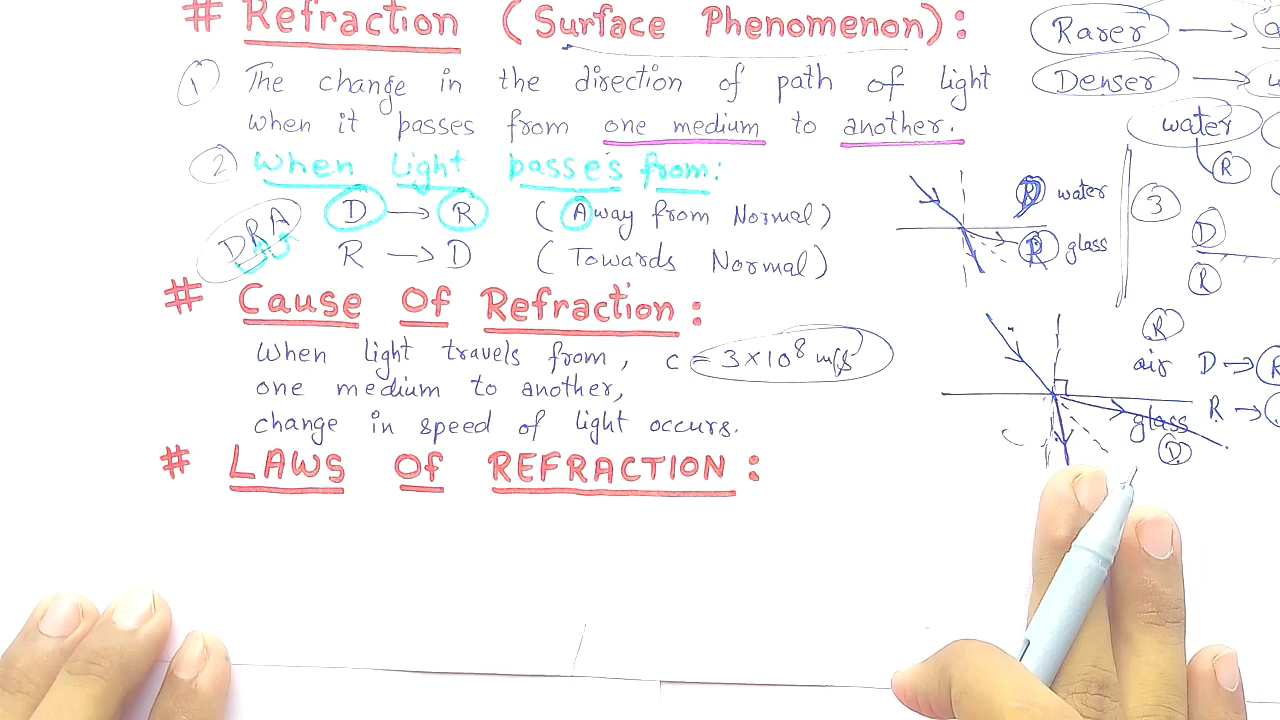 # Refraction (Surface Phenomenon):
① The change in the direction of path of light
when it passes from one medium to another.
② When Light passes from:
DRA
D → R (Away from Normal)
R → D (Towards Normal)
# Cause Of Refraction:
When light travels from, c = 3×10⁸ m/s
one medium to another,
change in speed of light occurs.
# LAWS Of REFRACTION:
Rarer →
Denser →
water
R
water
glass
③
D
R
R
air D → R
glass R →
D